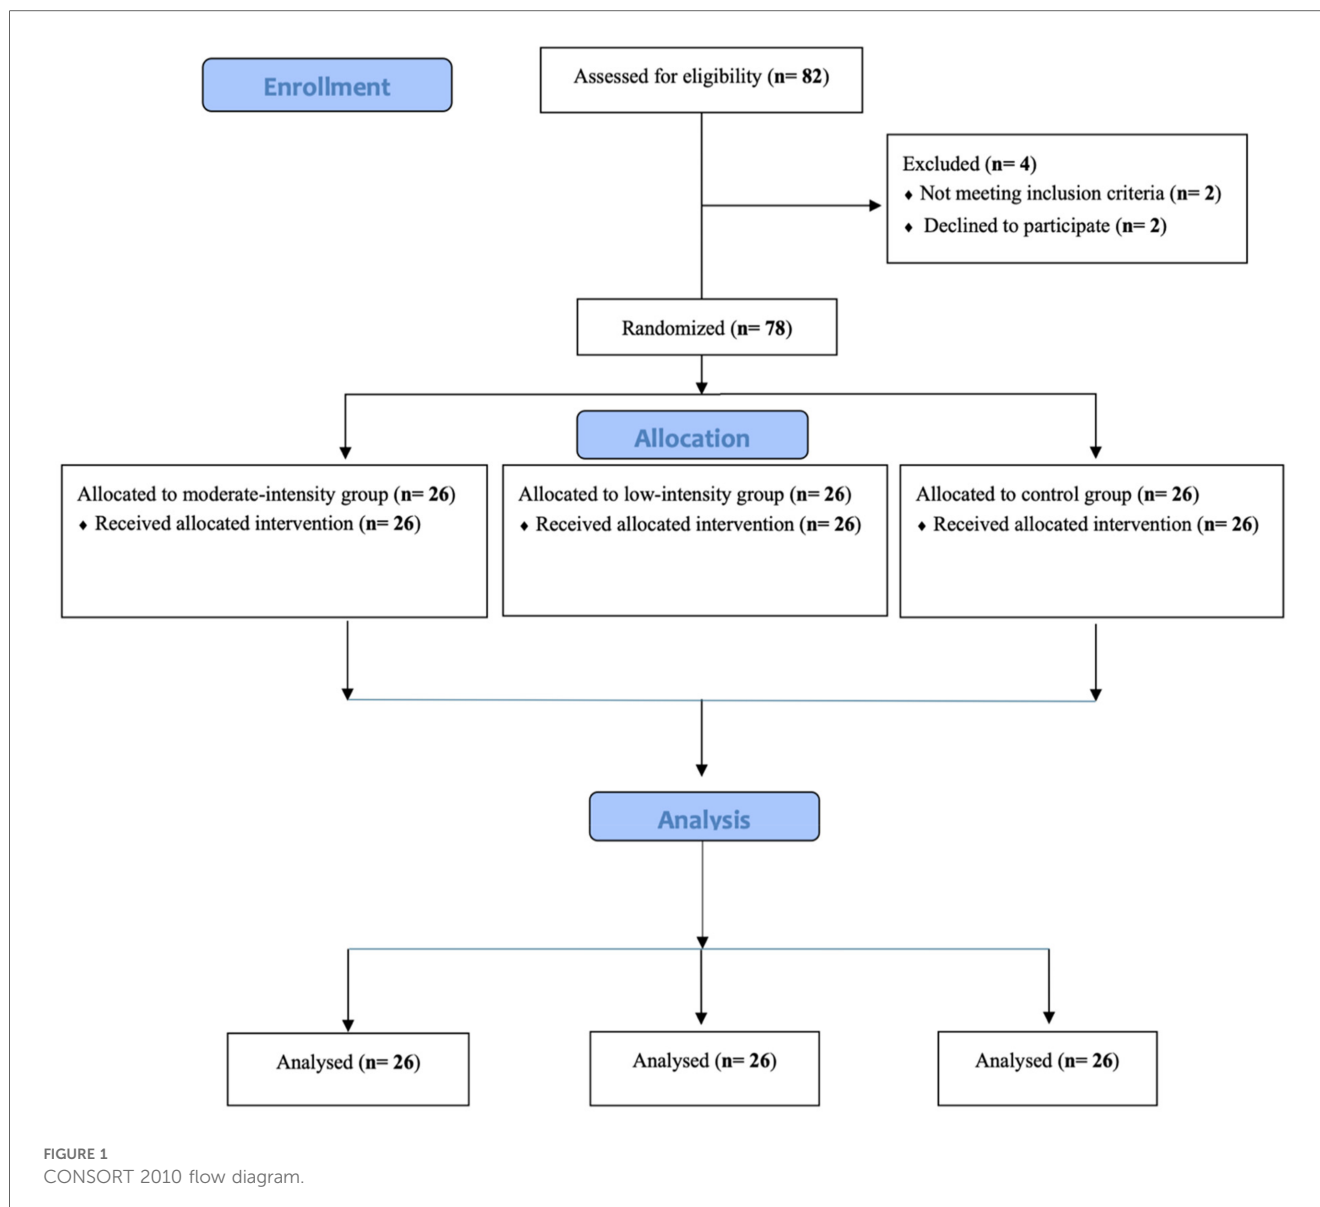 Enrollment
Assessed for eligibility (n= 82)
Excluded (n= 4)
♦ Not meeting inclusion criteria (n= 2)
♦ Declined to participate (n= 2)
Randomized (n= 78)
Allocation
Allocated to moderate-intensity group (n= 26)
♦ Received allocated intervention (n= 26)
Allocated to low-intensity group (n= 26)
♦ Received allocated intervention (n= 26)
Allocated to control group (n= 26)
♦ Received allocated intervention (n= 26)
Analysis
Analysed (n= 26)
Analysed (n= 26)
Analysed (n= 26)
FIGURE 1
CONSORT 2010 flow diagram.